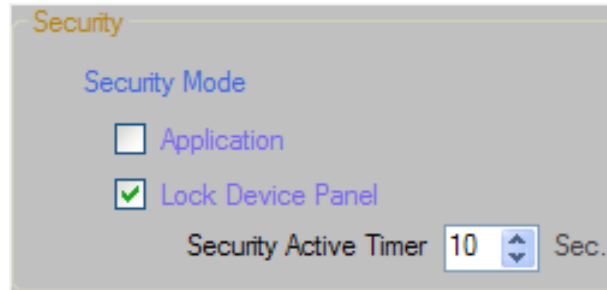 Security
Security Mode
Application
Lock Device Panel
Security Active Timer 10 Sec.